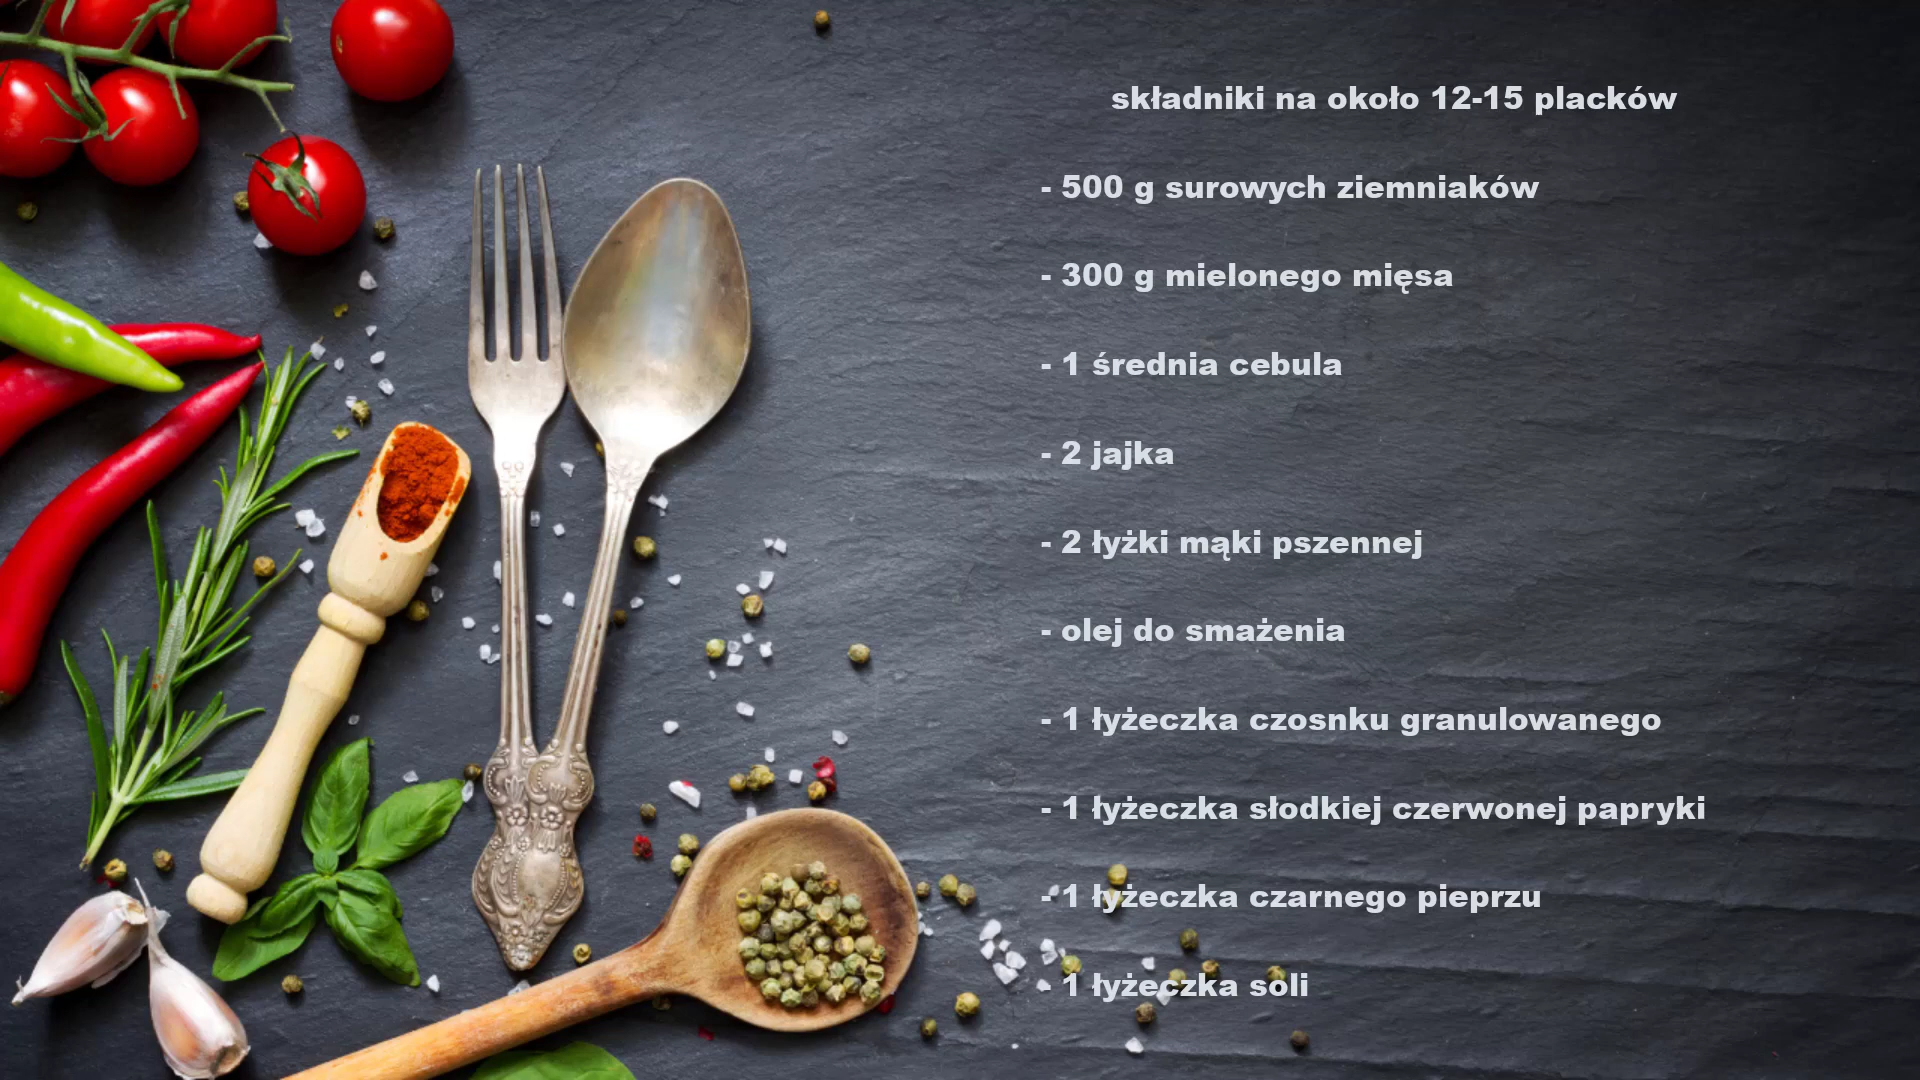 składniki na około 12-15 placków
- 500 g surowych ziemniaków
- 300 g mielonego mięsa
- 1 średnia cebula
- 2 jajka
- 2 łyżki mąki pszennej
- olej do smażenia
- 1 łyżeczka czosnku granulowanego
- 1 łyżeczka słodkiej czerwonej papryki
- 1 łyżeczka czarnego pieprzu
- 1 łyżeczka soli